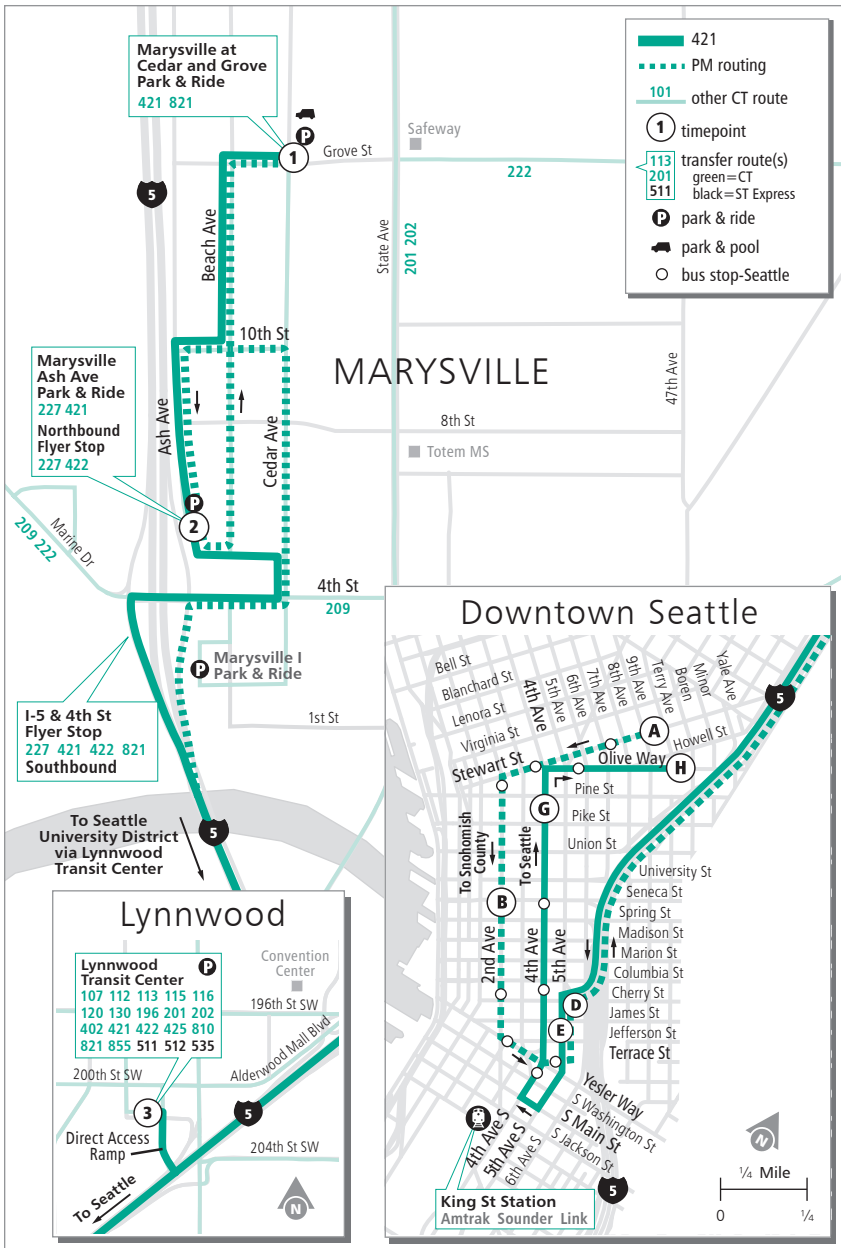 Marysville at
Cedar and Grove
Park & Ride
421 821
P
1
Grove St
Safeway
222
5
Beach Ave
State Ave
201 202
10th St
MARYSVILLE
47th Ave
Marysville
Ash Ave
Park & Ride
227 421
Northbound
Flyer Stop
227 422
Ash Ave
Cedar Ave
8th St
Totem MS
P
2
Marine Dr
209 222
4th St
209
P
Marysville I
Park & Ride
1st St
I-5 & 4th St
Flyer Stop
227 421 422 821
Southbound
To Seattle
University District
via Lynnwood
Transit Center
5
421
PM routing
101
other CT route
1
timepoint
113
201
511
transfer route(s)
green=CT
black=ST Express
P
park & ride
park & pool
bus stop-Seattle
Lynnwood
Lynnwood
Transit Center
P
107 112 113 115 116
120 130 196 201 202
402 421 422 425 810
821 855 511 512 535
Convention
Center
196th St SW
Alderwood Mall Blvd
200th St SW
3
5
Direct Access
Ramp
204th St SW
To Seattle
N
Downtown Seattle
Bell St
Blanchard St
Lenora St
Virginia St
Stewart St
4th Ave
5th Ave
6th Ave
7th Ave
8th Ave
9th Ave
Terry Ave
Boren
Minor
Yale Ave
5
A
Howell St
Olive Way
H
Pine St
G
Pike St
Union St
To Snohomish
County
To Seattle
University St
Seneca St
B
Spring St
Madison St
2nd Ave
4th Ave
5th Ave
Marion St
Columbia St
Cherry St
D
James St
E
Jefferson St
Terrace St
Yesler Way
S Washington St
S Main St
S Jackson St
4th Ave S
5th Ave S
6th Ave S
5
King St Station
Amtrak Sounder Link
N
¼ Mile
0
¼